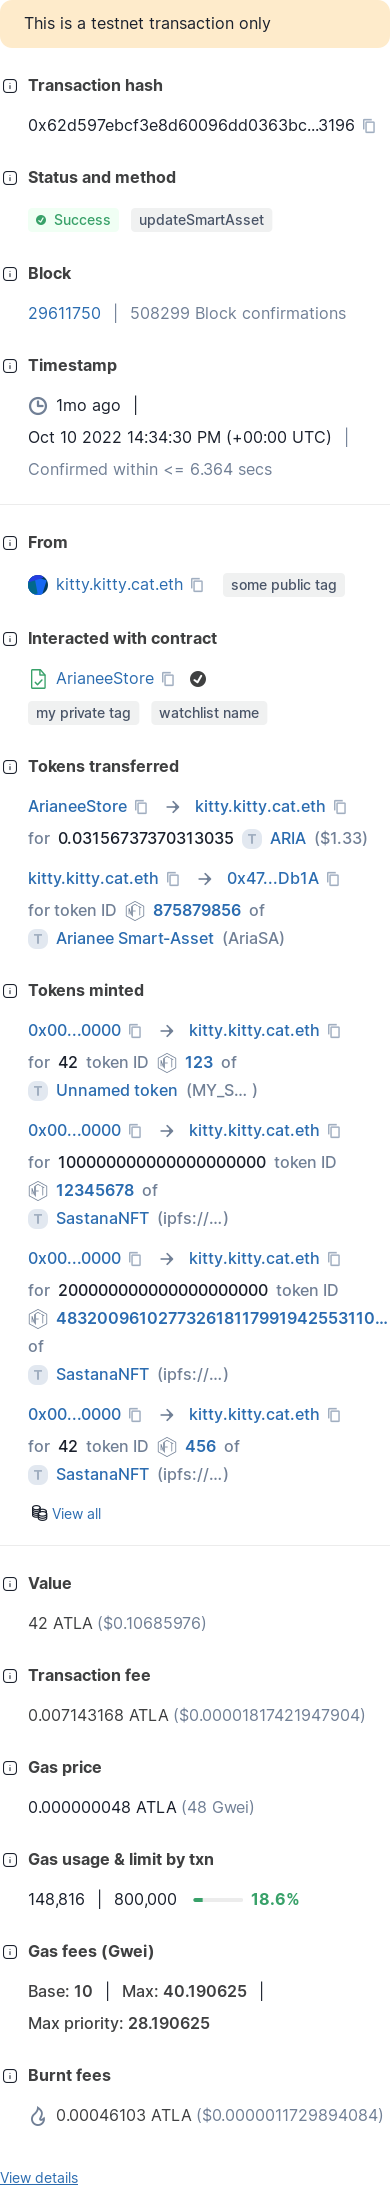 This is a testnet transaction only
Transaction hash
0x62d597ebcf3e8d60096dd0363bc...3196
Status and method
Success updateSmartAsset
Block
29611750 | 508299 Block confirmations
Timestamp
1mo ago |
Oct 10 2022 14:34:30 PM (+00:00 UTC) |
Confirmed within <= 6.364 secs
From
kitty.kitty.cat.eth some public tag
Interacted with contract
ArianeeStore
my private tag watchlist name
Tokens transferred
ArianeeStore → kitty.kitty.cat.eth
for 0.03156737370313035 T ARIA ($1.33)
kitty.kitty.cat.eth → 0x47...Db1A
for token ID NFT 875879856 of
T Arianee Smart-Asset (AriaSA)
Tokens minted
0x00...0000 → kitty.kitty.cat.eth
for 42 token ID NFT 123 of
T Unnamed token (MY_S... )
0x00...0000 → kitty.kitty.cat.eth
for 100000000000000000000 token ID
NFT 12345678 of
T SastanaNFT (ipfs://...)
0x00...0000 → kitty.kitty.cat.eth
for 200000000000000000000 token ID
NFT 483200961027732618117991942553110...
of
T SastanaNFT (ipfs://...)
0x00...0000 → kitty.kitty.cat.eth
for 42 token ID NFT 456 of
T SastanaNFT (ipfs://...)
View all
Value
42 ATLA ($0.10685976)
Transaction fee
0.007143168 ATLA ($0.00001817421947904)
Gas price
0.000000048 ATLA (48 Gwei)
Gas usage & limit by txn
148,816 | 800,000 18.6%
Gas fees (Gwei)
Base: 10 | Max: 40.190625 |
Max priority: 28.190625
Burnt fees
0.00046103 ATLA ($0.0000011729894084)
View details